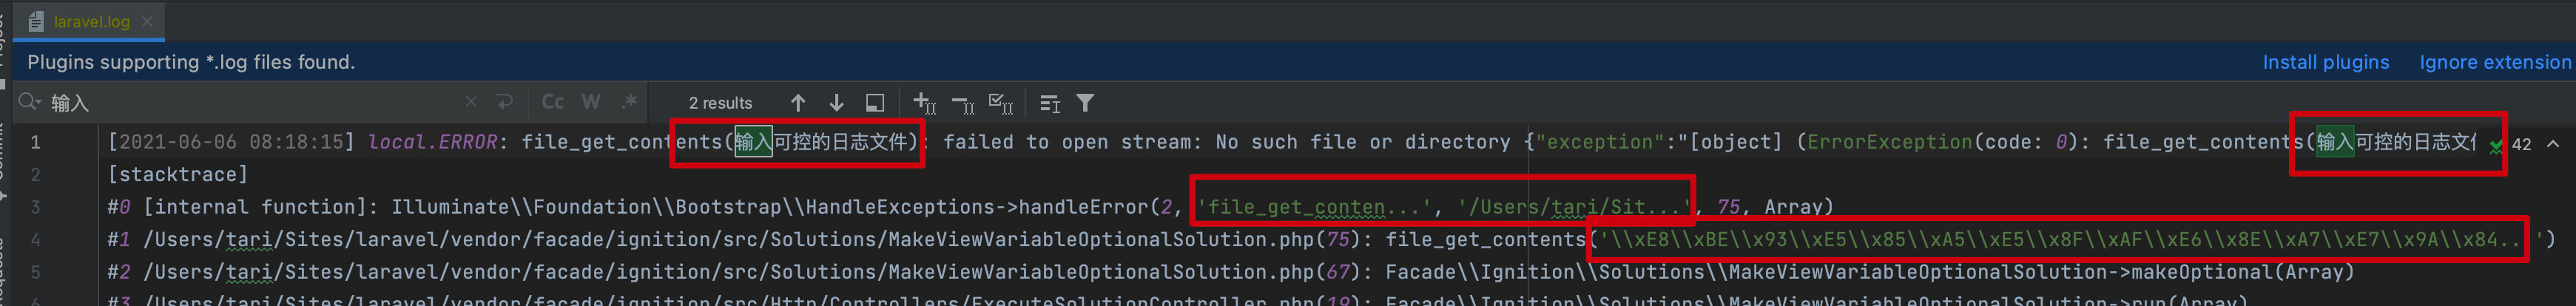 laravel.log
Plugins supporting *.log files found. Install plugins Ignore extension
输入 Cc W .* 2 results
1 [2021-06-06 08:18:15] local.ERROR: file_get_contents(输入可控的日志文件): failed to open stream: No such file or directory {"exception":"[object] (ErrorException(code: 0): file_get_contents(输入可控的日志文 42
2 [stacktrace]
3 #0 [internal function]: Illuminate\\Foundation\\Bootstrap\\HandleExceptions->handleError(2, 'file_get_conten...', '/Users/tari/Sit...', 75, Array)
4 #1 /Users/tari/Sites/laravel/vendor/facade/ignition/src/Solutions/MakeViewVariableOptionalSolution.php(75): file_get_contents('\\xE8\\xBE\\x93\\xE5\\x85\\xA5\\xE5\\x8F\\xAF\\xE6\\x8E\\xA7\\xE7\\x9A\\x84..')
5 #2 /Users/tari/Sites/laravel/vendor/facade/ignition/src/Solutions/MakeViewVariableOptionalSolution.php(67): Facade\\Ignition\\Solutions\\MakeViewVariableOptionalSolution->makeOptional(Array)
6 #3 /Users/tari/Sites/laravel/vendor/facade/ignition/src/Http/Controllers/ExecuteSolutionController.php(19): Facade\\Ignition\\Solutions\\MakeViewVariableOptionalSolution->run(Array)